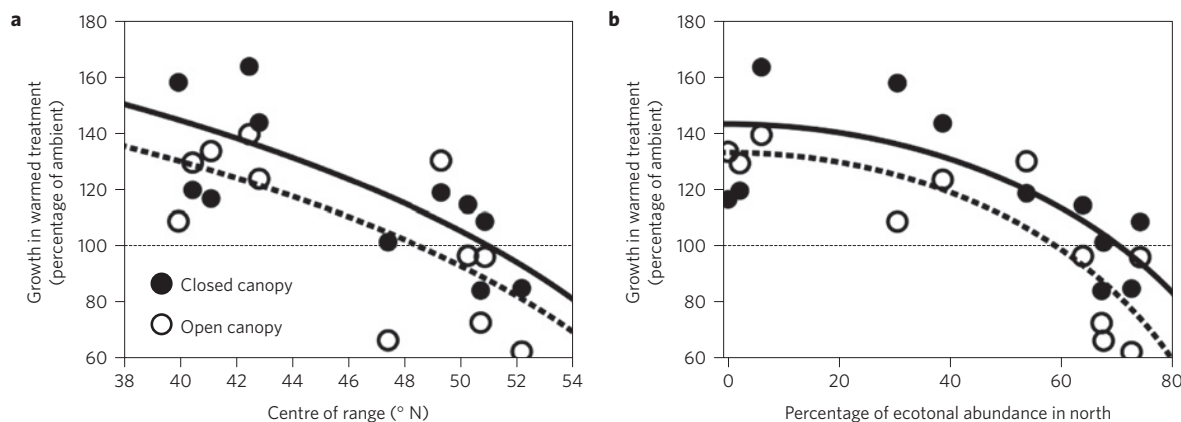 a
180
160
140
120
100
80
60
Growth in warmed treatment
(percentage of ambient)
Closed canopy
Open canopy
38 40 42 44 46 48 50 52 54
Centre of range (° N)
b
180
160
140
120
100
80
60
Growth in warmed treatment
(percentage of ambient)
0 20 40 60 80
Percentage of ecotonal abundance in north